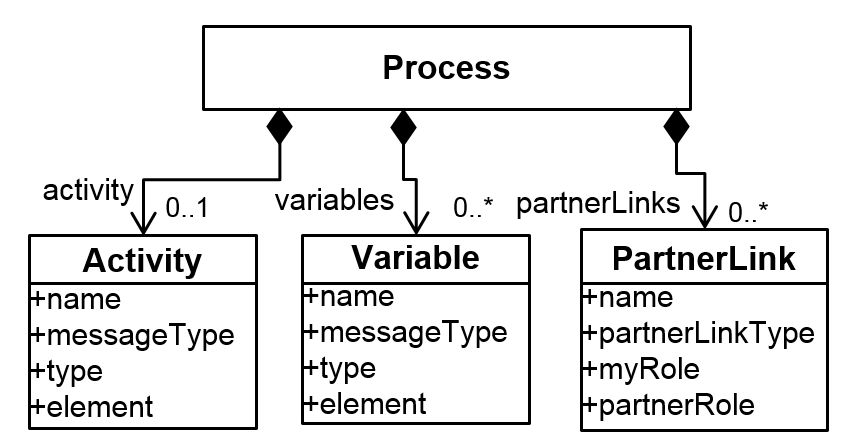 Process
activity
0..1
variables
0..*
partnerLinks
0..*
Activity
+name
+messageType
+type
+element
Variable
+name
+messageType
+type
+element
PartnerLink
+name
+partnerLinkType
+myRole
+partnerRole